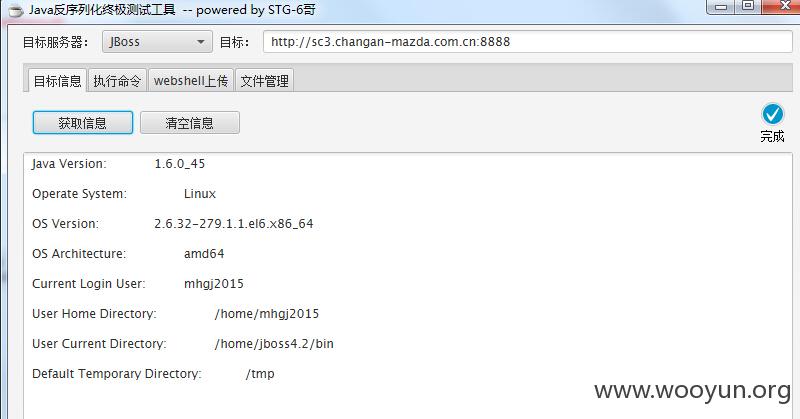 Java反序列化终极测试工具 -- powered by STG-6哥
目标服务器： JBoss 目标： http://sc3.changan-mazda.com.cn:8888
目标信息 执行命令 webshell上传 文件管理
获取信息 清空信息 完成
Java Version: 1.6.0_45
Operate System: Linux
OS Version: 2.6.32-279.1.1.el6.x86_64
OS Architecture: amd64
Current Login User: mhgj2015
User Home Directory: /home/mhgj2015
User Current Directory: /home/jboss4.2/bin
Default Temporary Directory: /tmp
www.wooyun.org